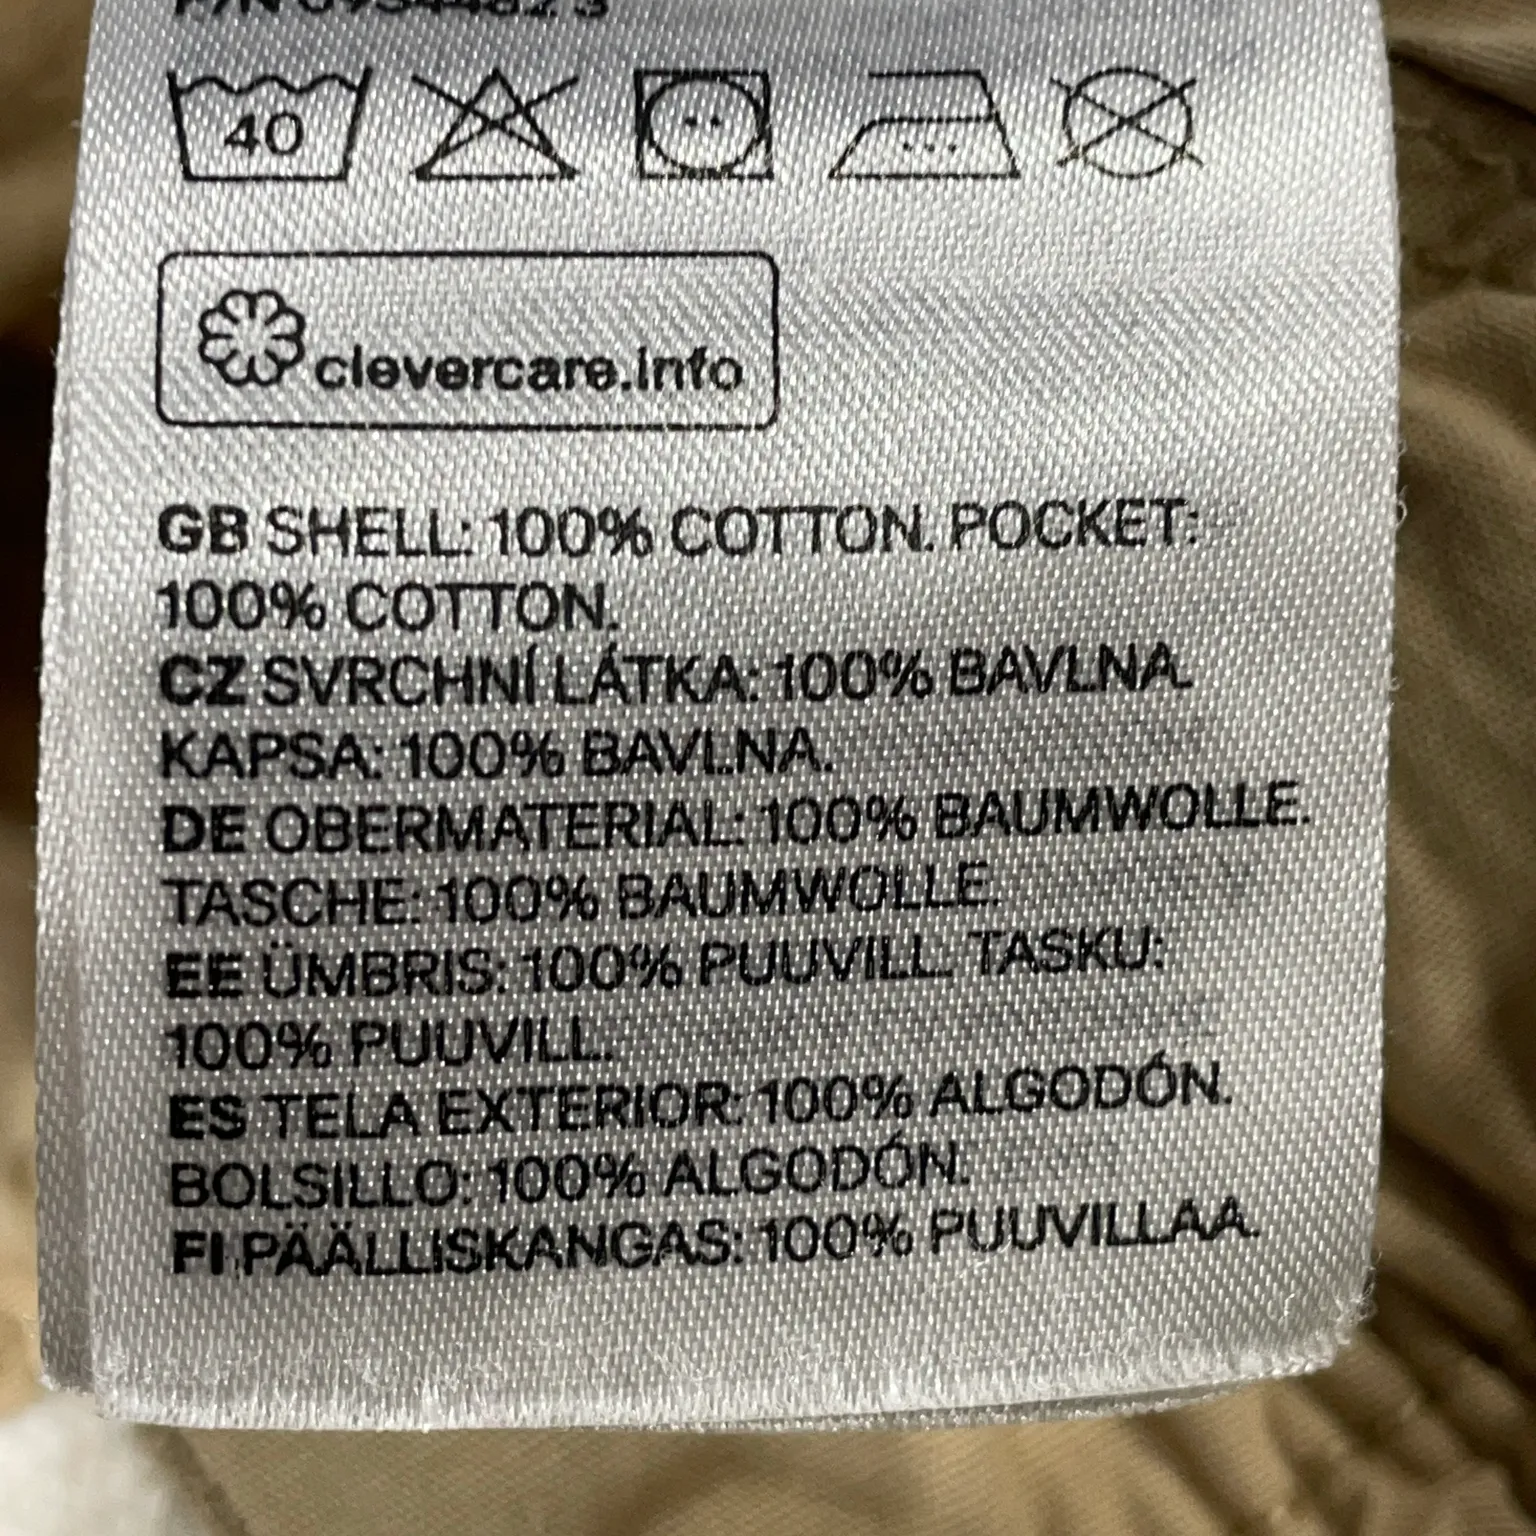 40
clevercare.info
GB SHELL: 100% COTTON. POCKET:
100% COTTON.
CZ SVRCHNÍ LÁTKA: 100% BAVLNA.
KAPSA: 100% BAVLNA.
DE OBERMATERIAL: 100% BAUMWOLLE.
TASCHE: 100% BAUMWOLLE.
EE ÜMBRIS: 100% PUUVILL. TASKU:
100% PUUVILL.
ES TELA EXTERIOR: 100% ALGODÓN.
BOLSILLO: 100% ALGODÓN.
FI PÄÄLLISKANGAS: 100% PUUVILLAA.